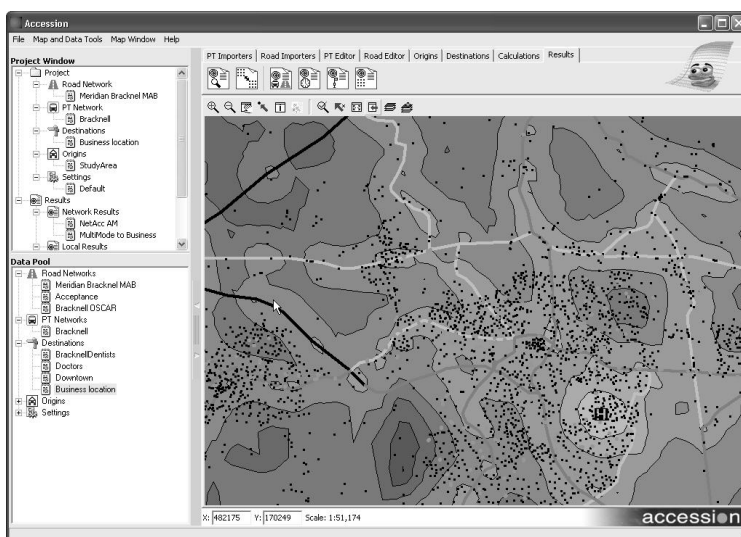 Accession
File Map and Data Tools Map Window Help
Project Window
Project
Road Network
Meridian Bracknel MAB
PT Network
Bracknell
Destinations
Business location
Origins
StudyArea
Settings
Default
Results
Network Results
NetAcc AM
MultiMode to Business
Local Results
Data Pool
Road Networks
Meridian Bracknel MAB
Acceptance
Bracknell OSCAR
PT Networks
Bracknell
Destinations
BracknellDentists
Doctors
Downtown
Business location
Origins
Settings
PT Importers Road Importers PT Editor Road Editor Origins Destinations Calculations Results
X: 482175 Y: 170249 Scale: 1:51,174
accession